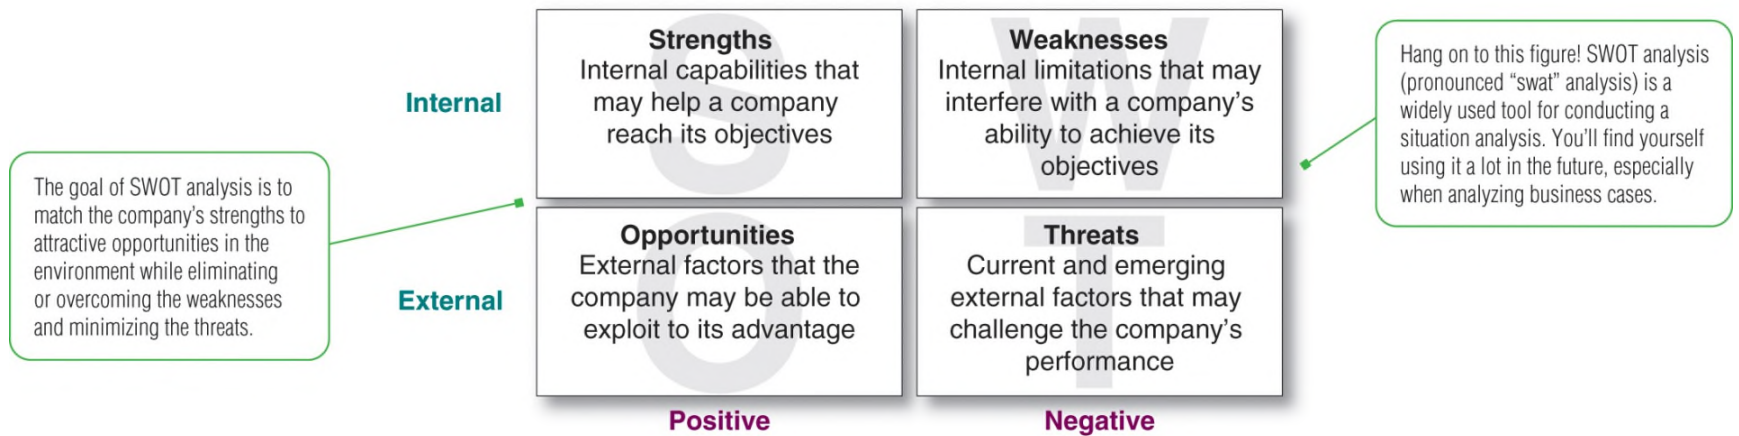 Strengths
Internal capabilities that
may help a company
reach its objectives
Weaknesses
Internal limitations that may
interfere with a company's
ability to achieve its
objectives
Internal
Hang on to this figure! SWOT analysis
(pronounced “swat” analysis) is a
widely used tool for conducting a
situation analysis. You'll find yourself
using it a lot in the future, especially
when analyzing business cases.
The goal of SWOT analysis is to
match the company's strengths to
attractive opportunities in the
environment while eliminating
or overcoming the weaknesses
and minimizing the threats.
External
Opportunities
External factors that the
company may be able to
exploit to its advantage
Threats
Current and emerging
external factors that may
challenge the company's
performance
Positive
Negative
S
W
O
T